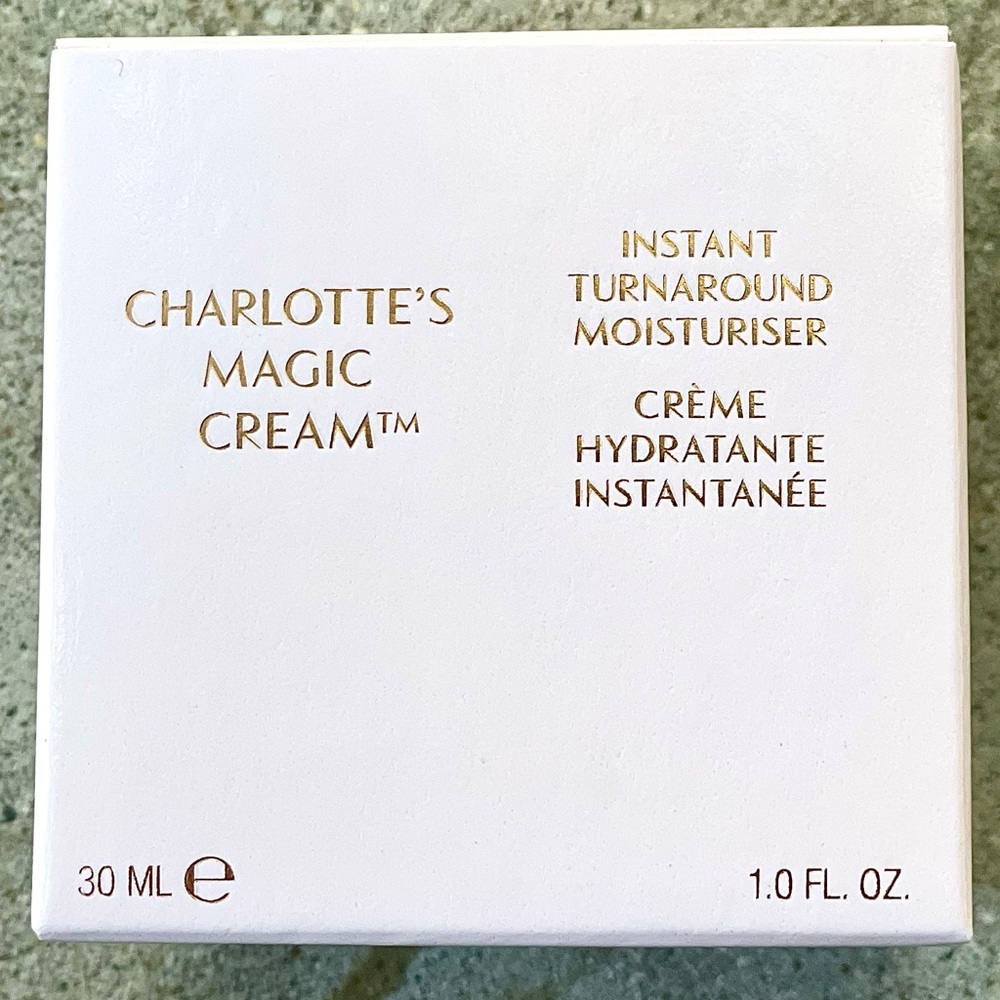 CHARLOTTE'S
MAGIC
CREAM™
INSTANT
TURNAROUND
MOISTURISER
CRÈME
HYDRATANTE
INSTANTANÉE
30 ML ℮
1.0 FL. OZ.